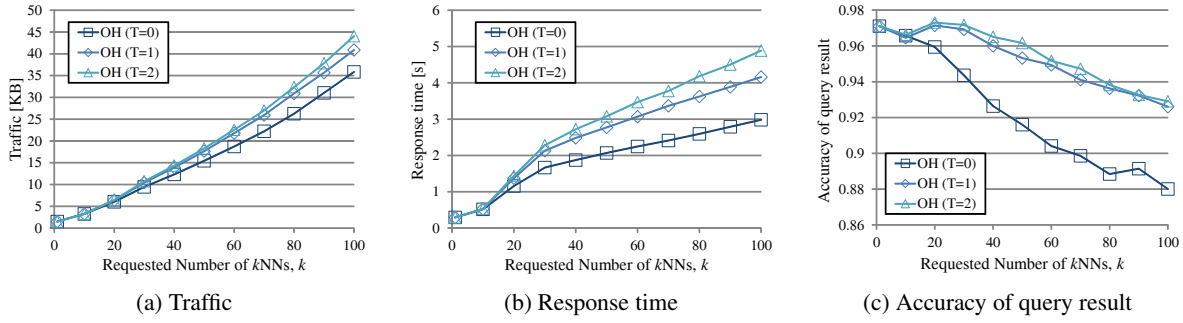 50
45
40
35
30
25
20
15
10
5
0
Traffic [KB]
OH (T=0)
OH (T=1)
OH (T=2)
0 20 40 60 80 100
Requested Number of kNNs, k
(a) Traffic
6
5
4
3
2
1
0
Response time [s]
OH (T=0)
OH (T=1)
OH (T=2)
0 20 40 60 80 100
Requested Number of kNNs, k
(b) Response time
0.98
0.96
0.94
0.92
0.9
0.88
0.86
Accuracy of query result
OH (T=0)
OH (T=1)
OH (T=2)
0 20 40 60 80 100
Requested Number of kNNs, k
(c) Accuracy of query result